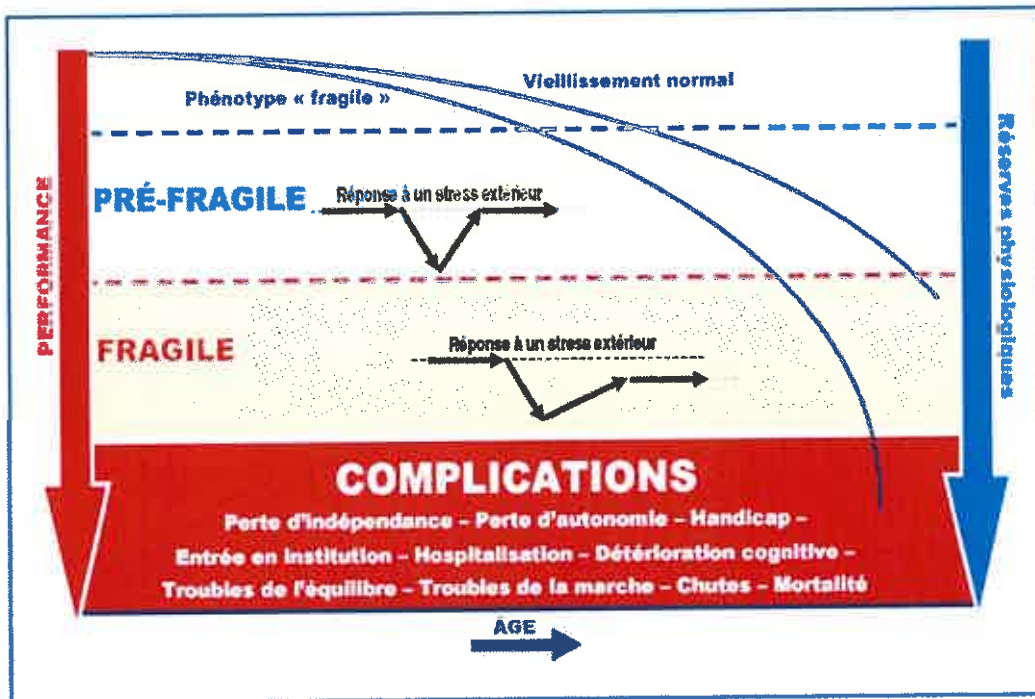 Vieillissement normal
Phénotype « fragile »
PERFORMANCE
Réserves physiologiques
PRÉ-FRAGILE
Réponse à un stress extérieur
FRAGILE
Réponse à un stress extérieur
COMPLICATIONS
Perte d'indépendance – Perte d'autonomie – Handicap –
Entrée en institution – Hospitalisation – Détérioration cognitive –
Troubles de l'équilibre – Troubles de la marche – Chutes – Mortalité
ÂGE